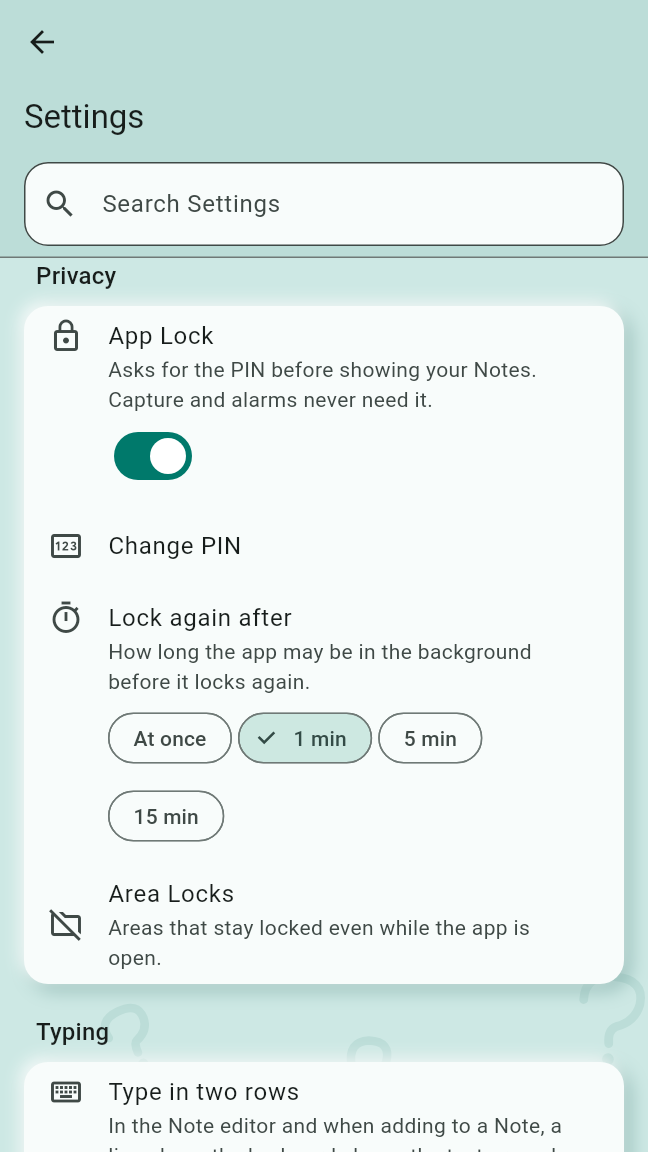 Settings
Search Settings
Privacy
App Lock
Asks for the PIN before showing your Notes.
Capture and alarms never need it.
123
Change PIN
Lock again after
How long the app may be in the background
before it locks again.
At once
1 min
5 min
15 min
Area Locks
Areas that stay locked even while the app is
open.
Typing
Type in two rows
In the Note editor and when adding to a Note, a